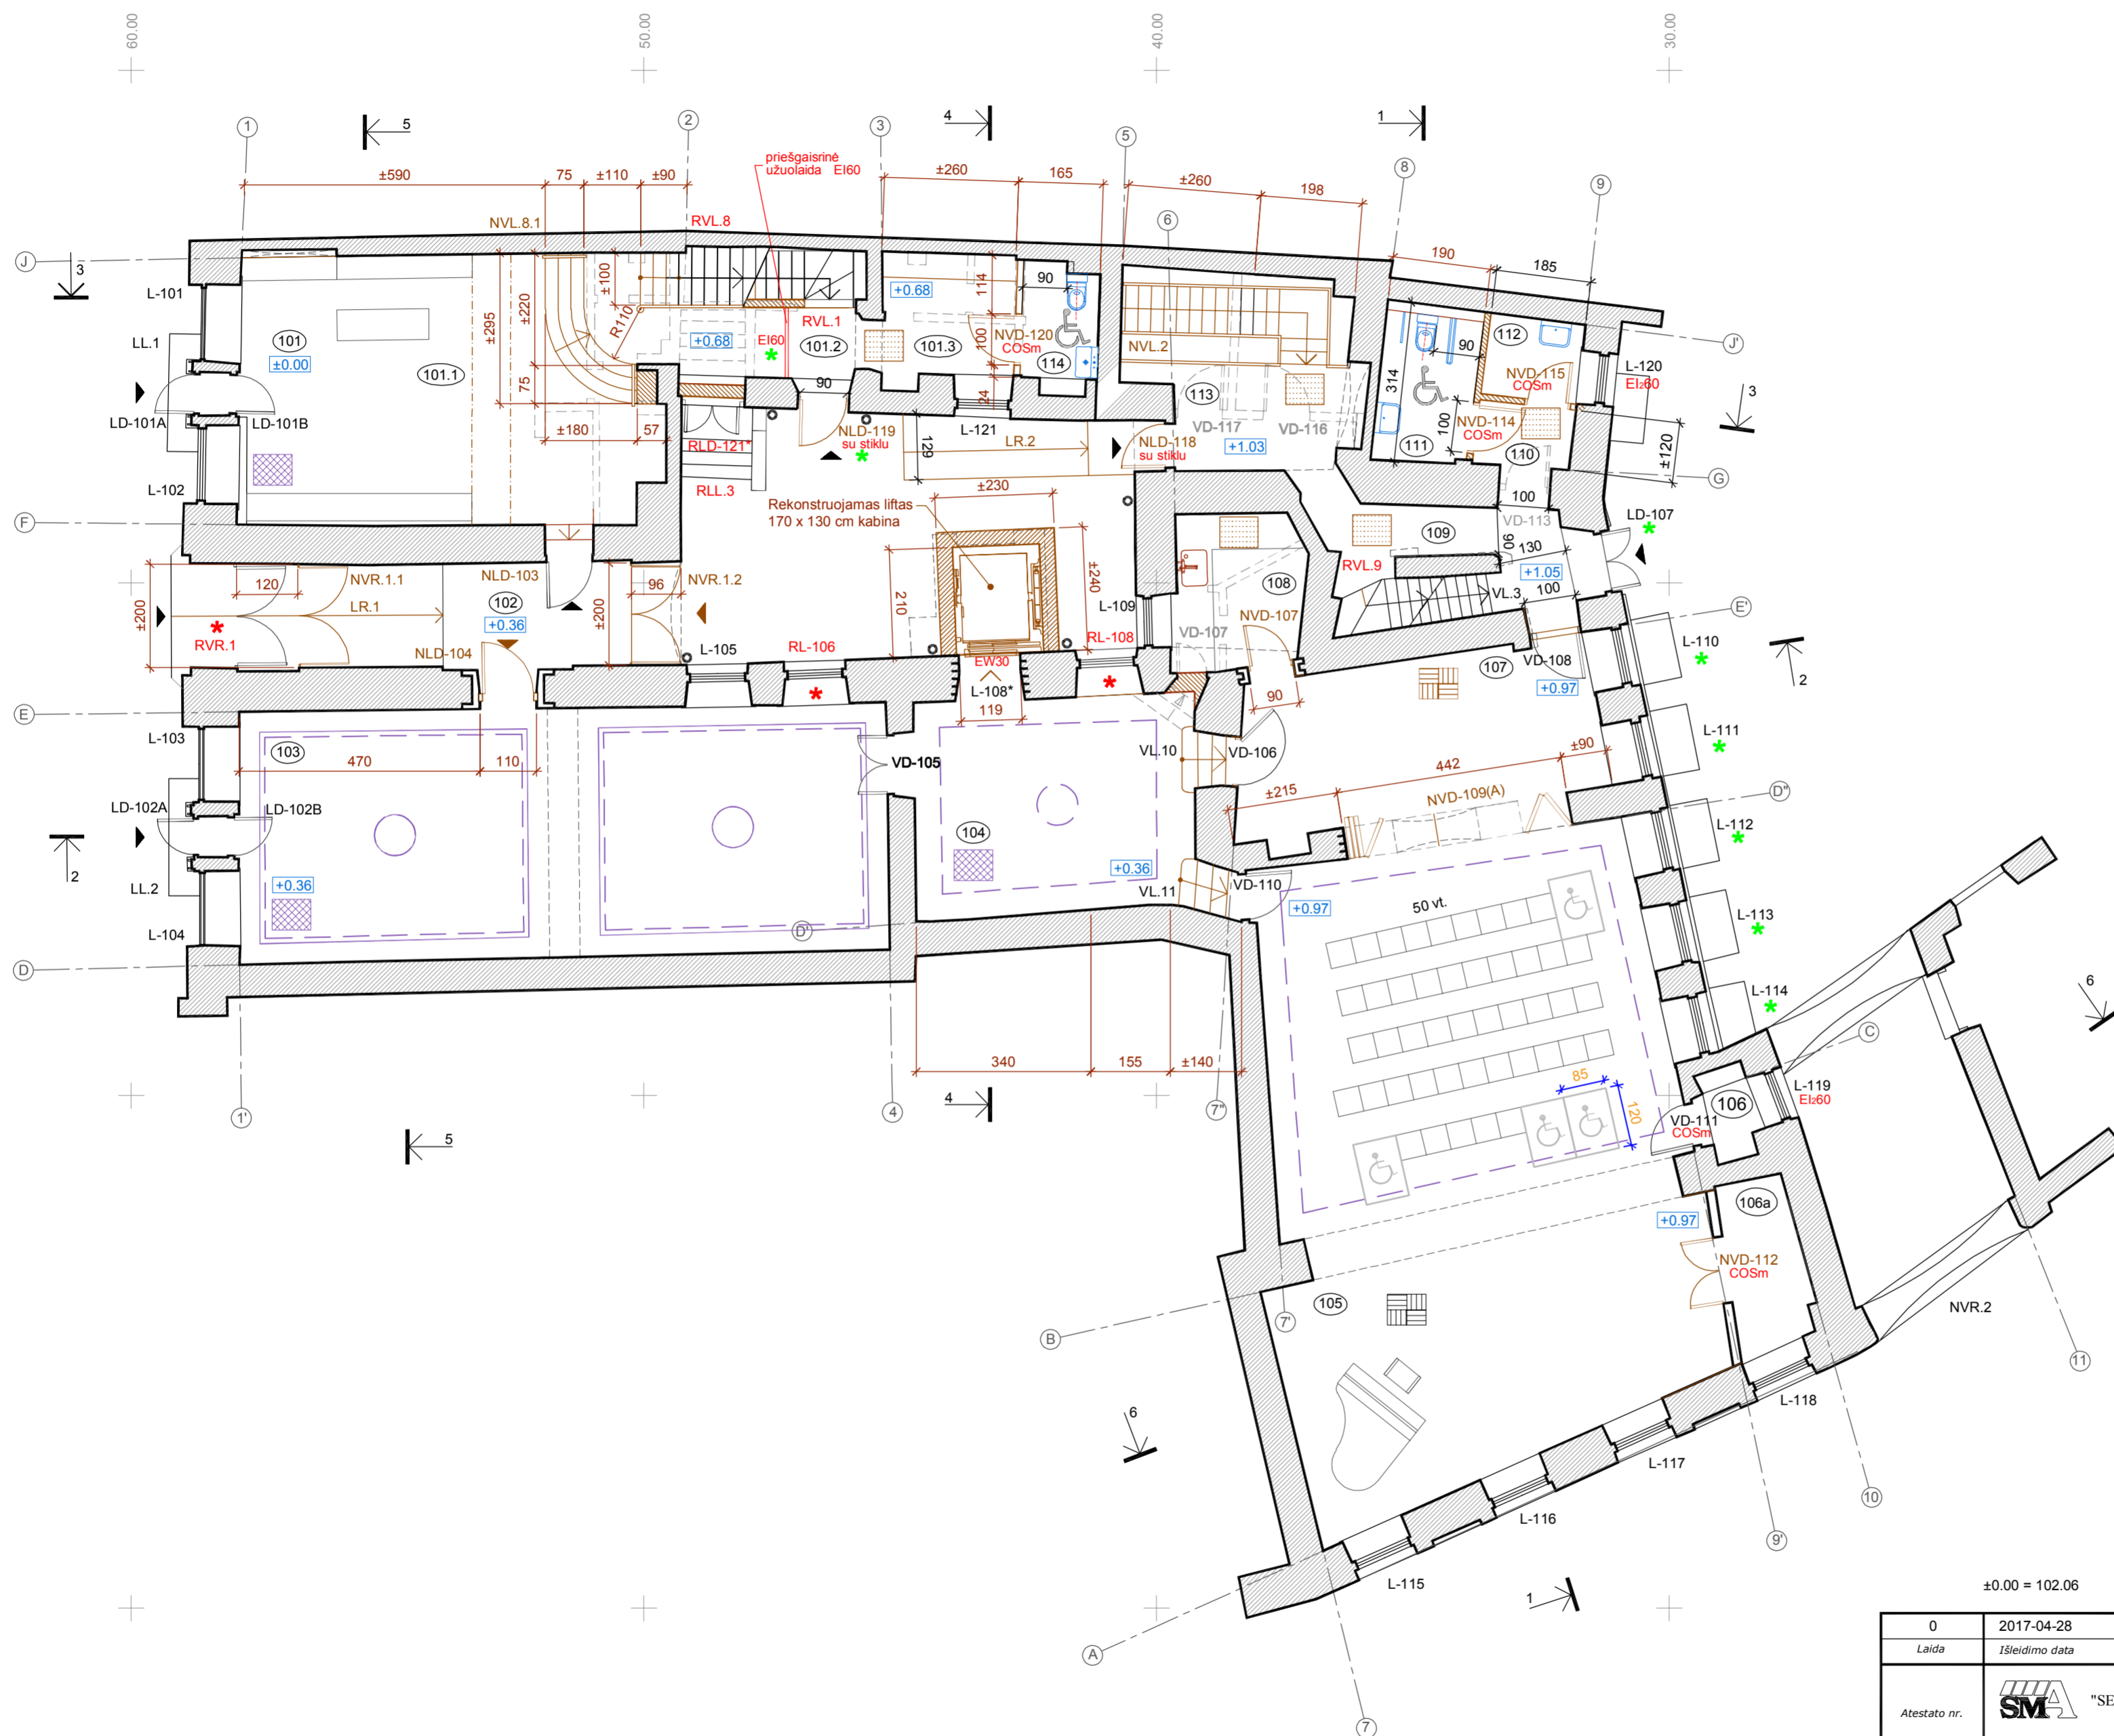 60.00
50.00
40.00
30.00
1
5
2
3
4
5
1
8
9
6
priešgaisrinė
užuolaida EI60
±590
75
±110
±90
±260
165
±260
198
190
185
NVL.8.1
RVL.8
J
3
L-101
LL.1
101
±0.00
101.1
LD-101A
LD-101B
L-102
±295
±220
75
±100
R110
±180
57
+0.68
EI60
RVL.1
101.2
90
+0.68
101.3
114
90
NVD-120
COSm
100
114
24
NVL.2
113
VD-117
VD-116
+1.03
314
90
112
NVD-115
COSm
NVD-114
COSm
100
111
110
L-120
EI₂60
J'
3
±120
G
RLD-121*
NLD-119
su stiklu
129
L-121
LR.2
NLD-118
su stiklu
RLL.3
±230
Rekonstruojamas liftas
170 x 130 cm kabina
210
±240
F
100
VD-113
LD-107
109
90
130
RVL.9
+1.05
100
VL.3
E'
±200
120
NVR.1.1
LR.1
RVR.1
NLD-103
102
+0.36
NLD-104
±200
96
NVR.1.2
108
L-109
NVD-107
VD-107
L-105
RL-106
EW30
L-108*
119
RL-108
90
107
VD-108
+0.97
L-110
2
E
L-103
103
470
110
VD-105
VL.10
VD-106
±215
442
±90
NVD-109(A)
L-111
D"
LD-102A
LD-102B
2
LL.2
+0.36
L-104
D
D'
104
+0.36
VL.11
VD-110
+0.97
50 vt.
L-112
L-113
L-114
6
C
340
155
±140
85
120
L-119
EI₂60
106
VD-111
COSm
106a
+0.97
NVD-112
COSm
1'
5
4
4
7"
105
B
7'
NVR.2
11
6
L-118
L-117
L-116
L-115
10
9'
1
A
7
±0.00 = 102.06
0
2017-04-28
Laida
Išleidimo data
Atestato nr.
SMA
"SE